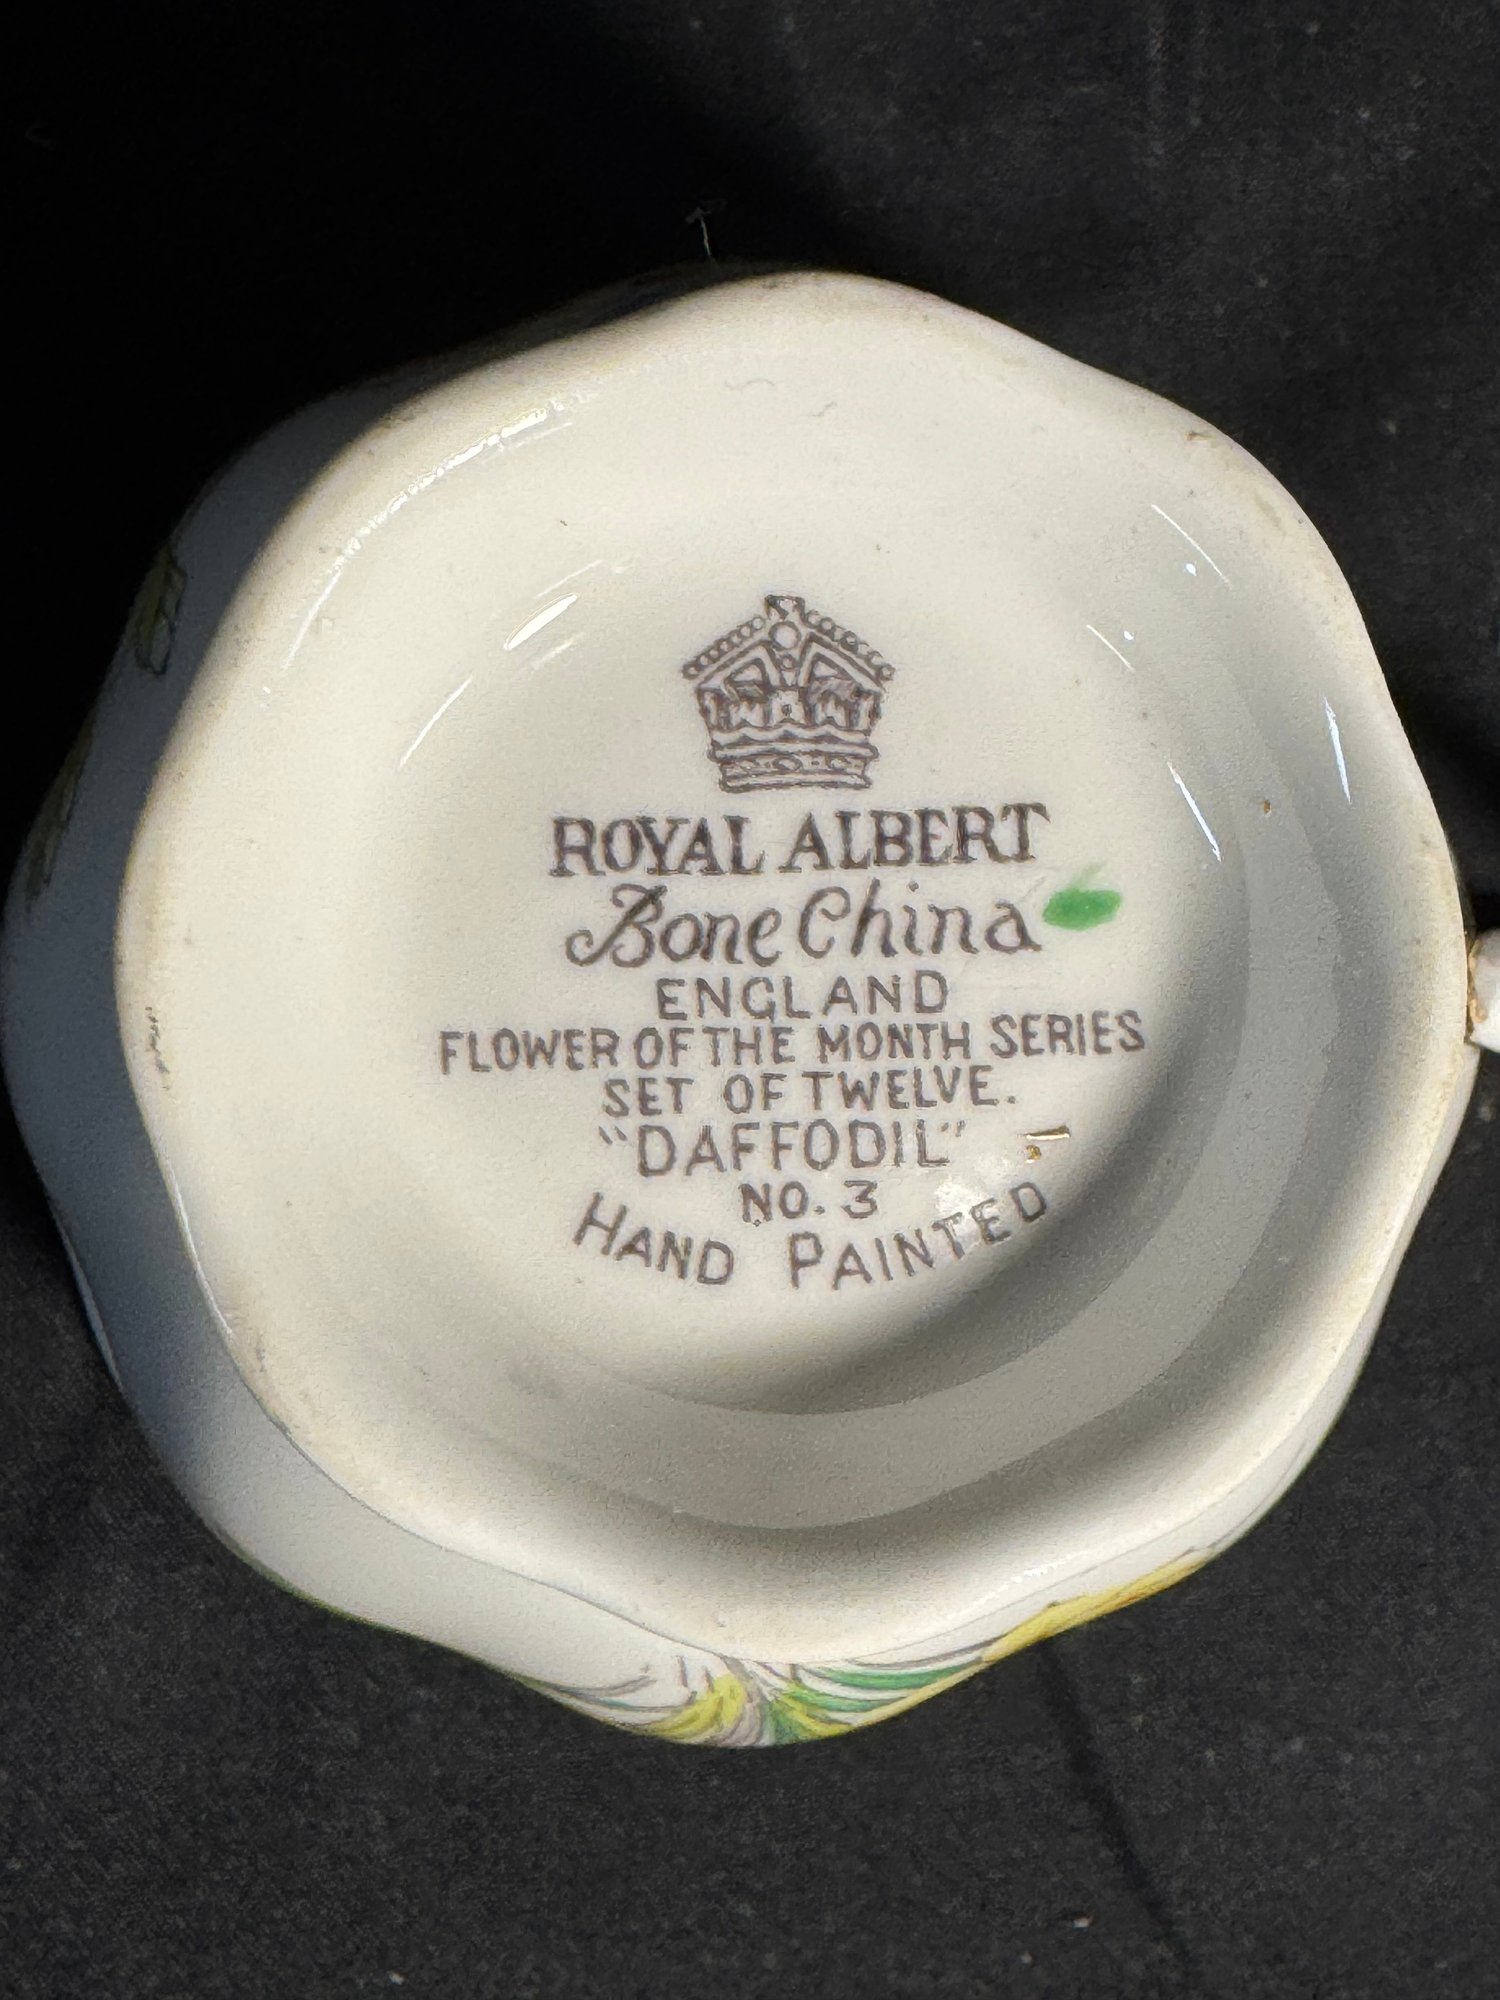 ROYAL ALBERT
Bone China
ENGLAND
FLOWER OF THE MONTH SERIES
SET OF TWELVE.
"DAFFODIL"
NO. 3
HAND PAINTED